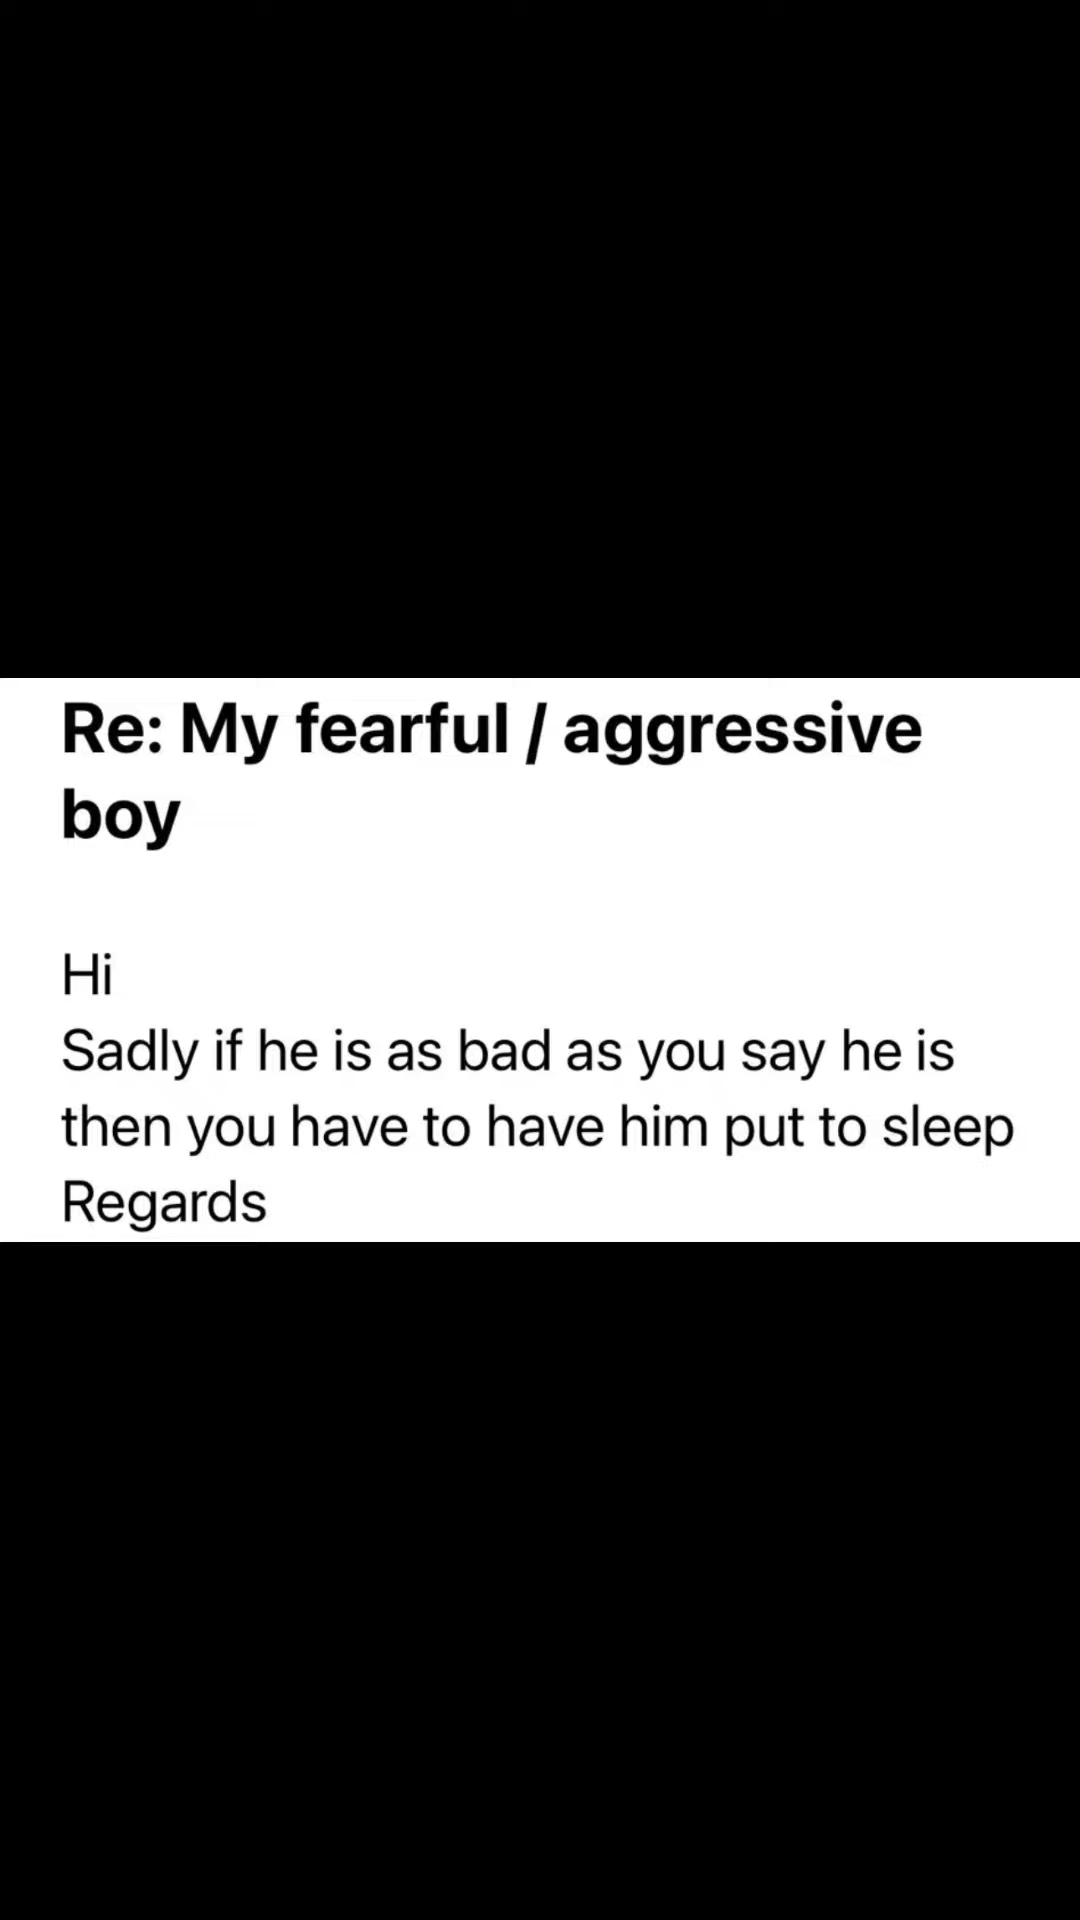 Re: My fearful / aggressive
boy
Hi
Sadly if he is as bad as you say he is
then you have to have him put to sleep
Regards